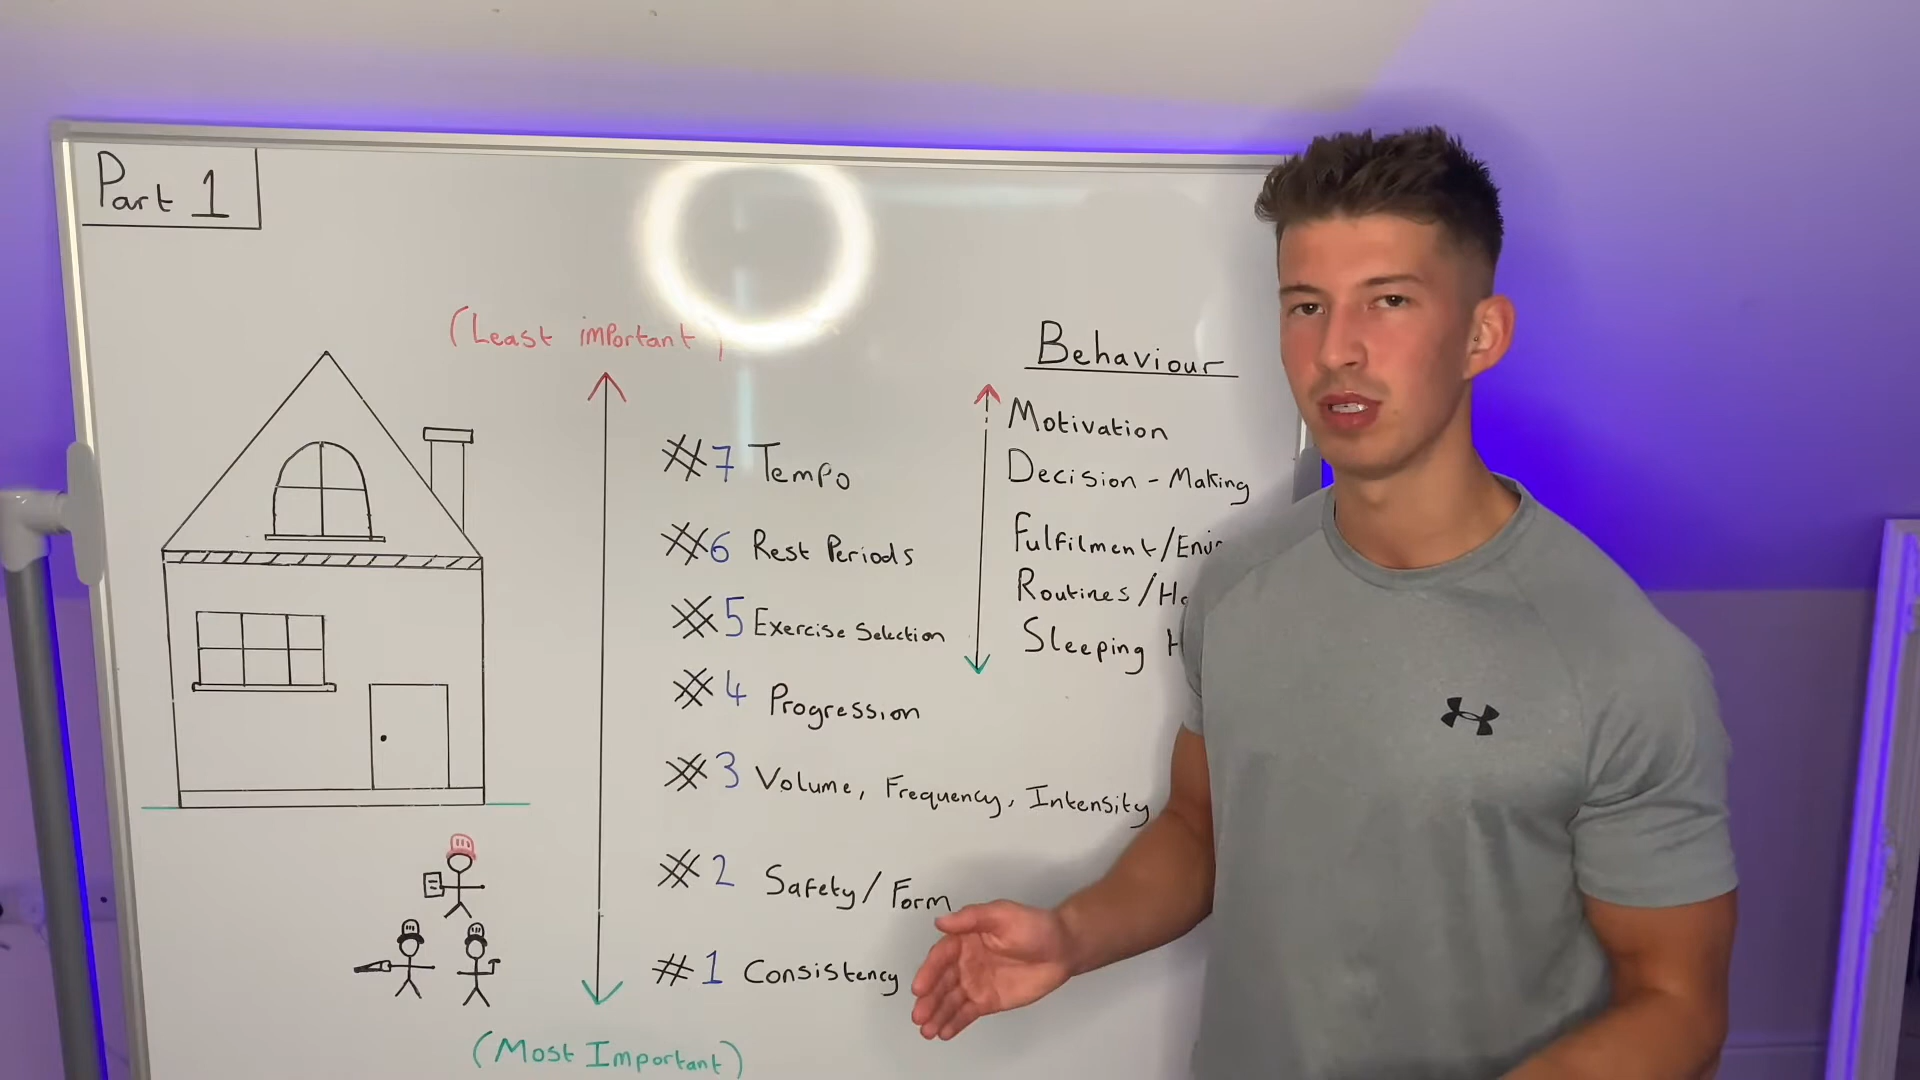 Part 1
(Least important)
#7 Tempo
#6 Rest Periods
#5 Exercise Selection
#4 Progression
#3 Volume, Frequency, Intensity
#2 Safety/Form
#1 Consistency
(Most Important)
Behaviour
Motivation
Decision-Making
Fulfilment/
Routines/
Sleeping